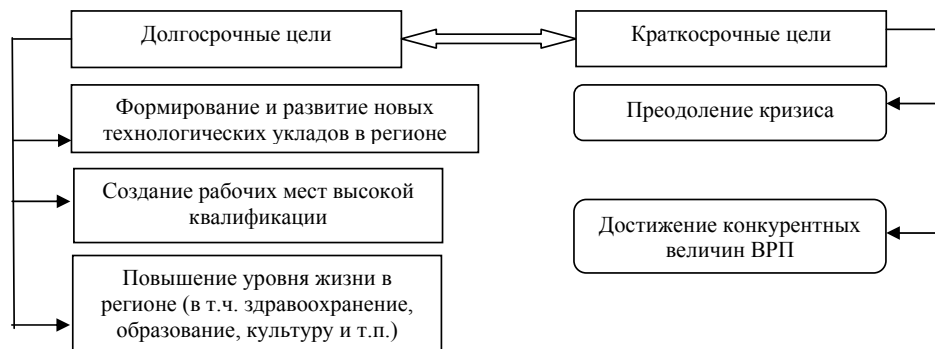 Долгосрочные цели
Краткосрочные цели
Формирование и развитие новых
технологических укладов в регионе
Преодоление кризиса
Создание рабочих мест высокой
квалификации
Достижение конкурентных
величин ВРП
Повышение уровня жизни в
регионе (в т.ч. здравоохранение,
образование, культуру и т.п.)